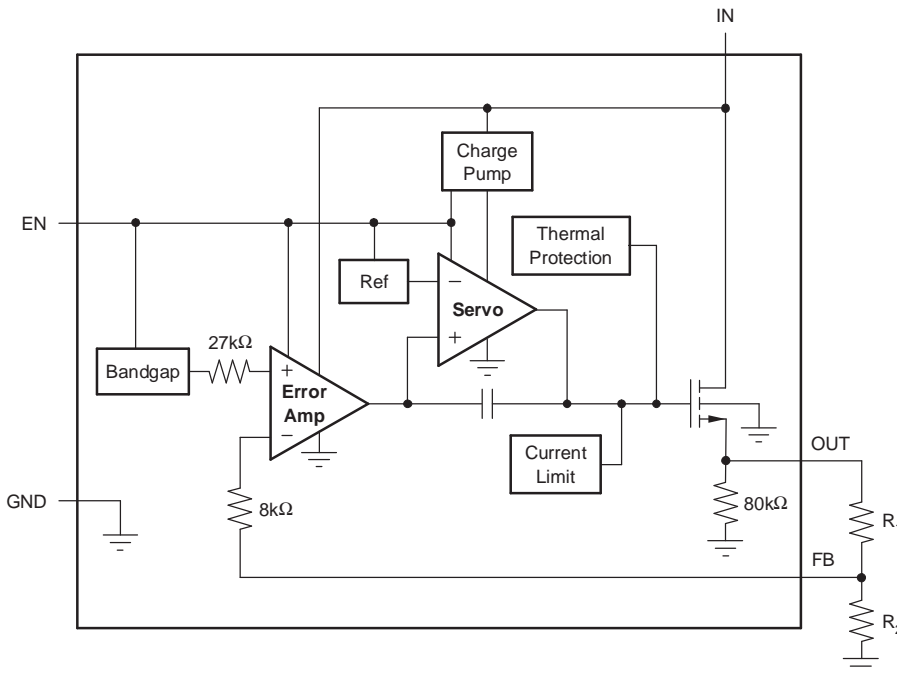 IN
Charge
Pump
EN
Thermal
Protection
Ref
−
Servo
+
27kΩ
Bandgap
+
Error
Amp
−
Current
Limit
OUT
GND
8kΩ
80kΩ
FB